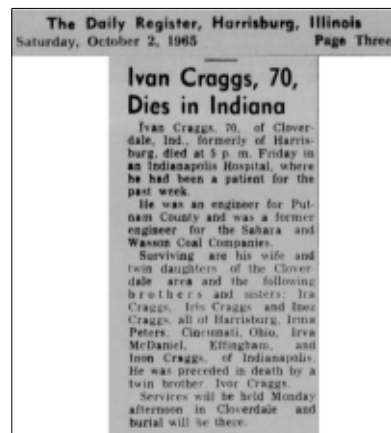 The Daily Register, Harrisburg, Illinois
Saturday, October 2, 1965 Page Three
Ivan Craggs, 70,
Dies in Indiana
Ivan Craggs, 70, of Clover-
dale, Ind., formerly of Harris-
burg, died at 5 p. m. Friday in
an Indianapolis Hospital, where
he had been a patient for the
past week.
He was an engineer for Put-
nam County and was a former
engineer for the Sahara and
Wasson Coal Companies.
Surviving are his wife and
twin daughters of the Clover-
dale area and the following
brothers and sisters; Ira
Craggs, Iris Craggs and Inez
Craggs, all of Harrisburg, Irma
Peters, Cincinnati, Ohio, Irva
McDaniel, Effingham, and
Inon Craggs, of Indianapolis.
He was preceded in death by a
twin brother, Ivor Craggs.
Services will be held Monday
afternoon in Cloverdale and
burial will be there.